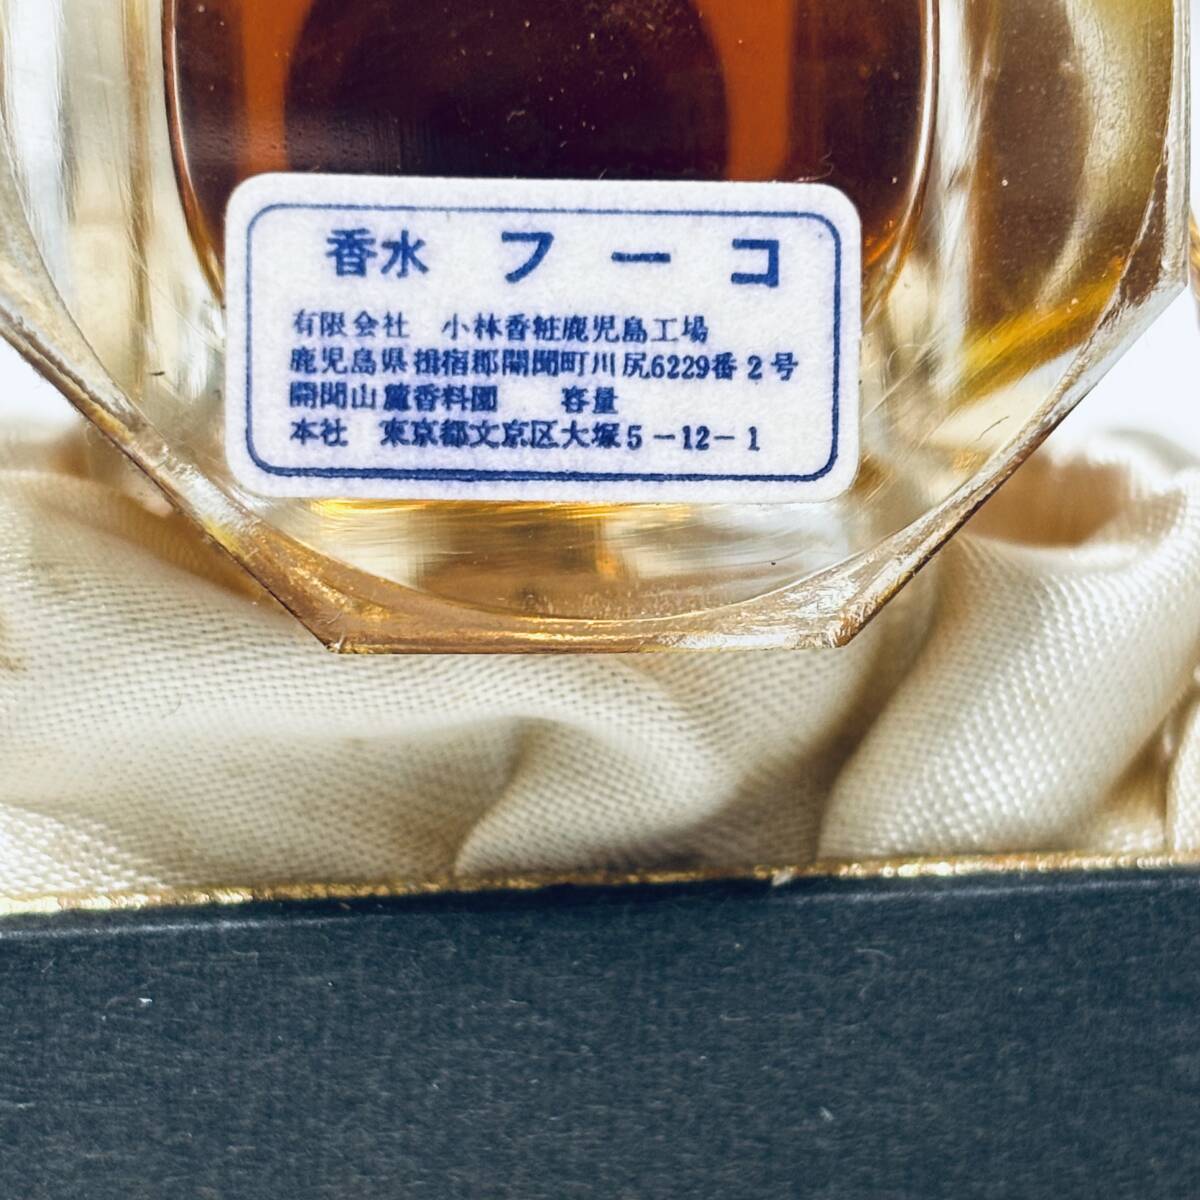 香水 フーコ
有限会社 小林香粧鹿児島工場
鹿児島県揖宿郡開聞町川尻6229番2号
開聞山麓香料園 容量
本社 東京都文京区大塚5-12-1